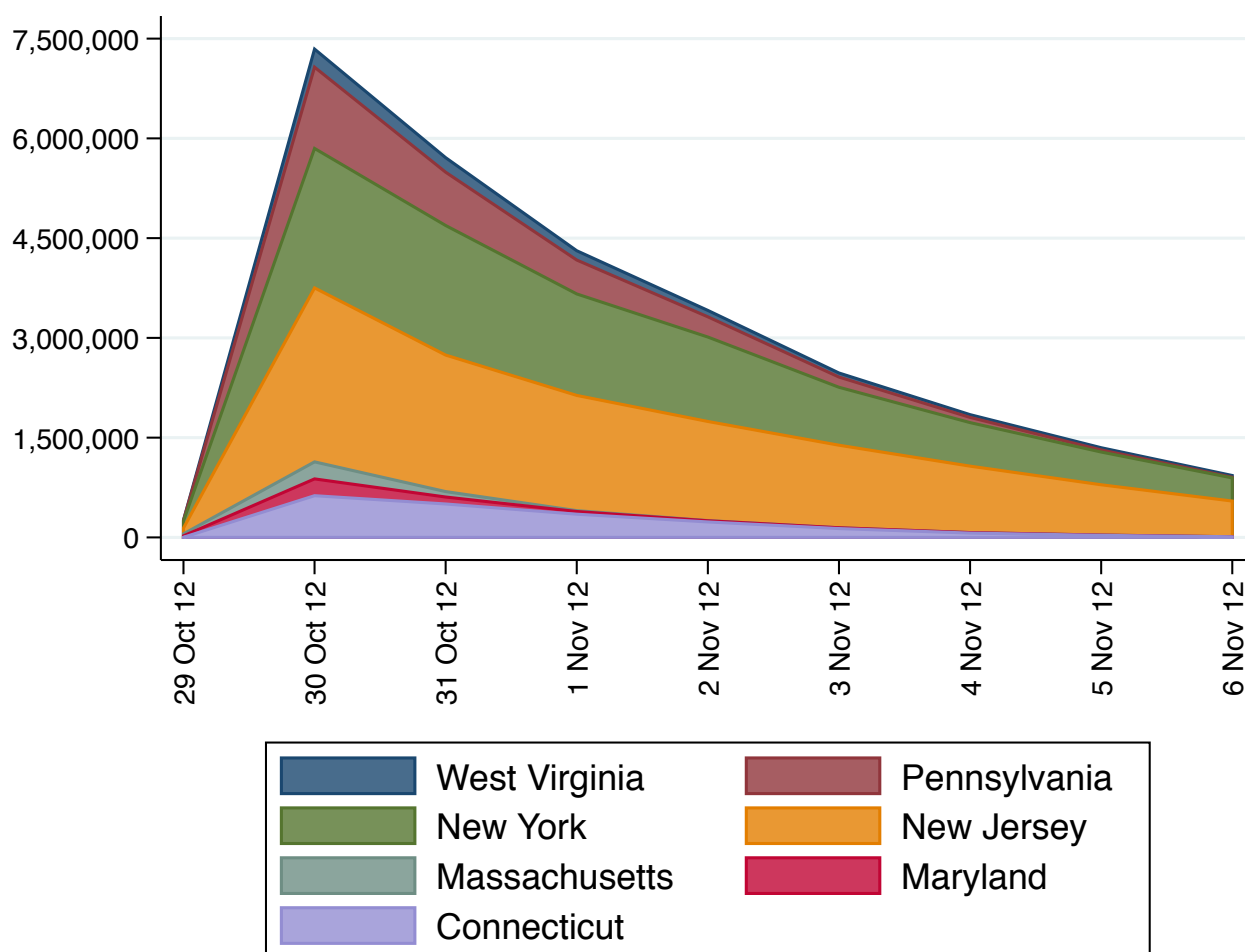 7,500,000
6,000,000
4,500,000
3,000,000
1,500,000
0
29 Oct 12
30 Oct 12
31 Oct 12
1 Nov 12
2 Nov 12
3 Nov 12
4 Nov 12
5 Nov 12
6 Nov 12
West Virginia Pennsylvania
New York New Jersey
Massachusetts Maryland
Connecticut